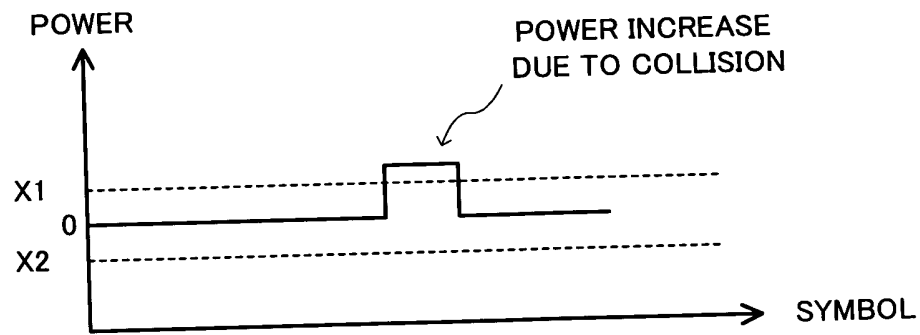 POWER
POWER INCREASE
DUE TO COLLISION
X1
0
X2
SYMBOL